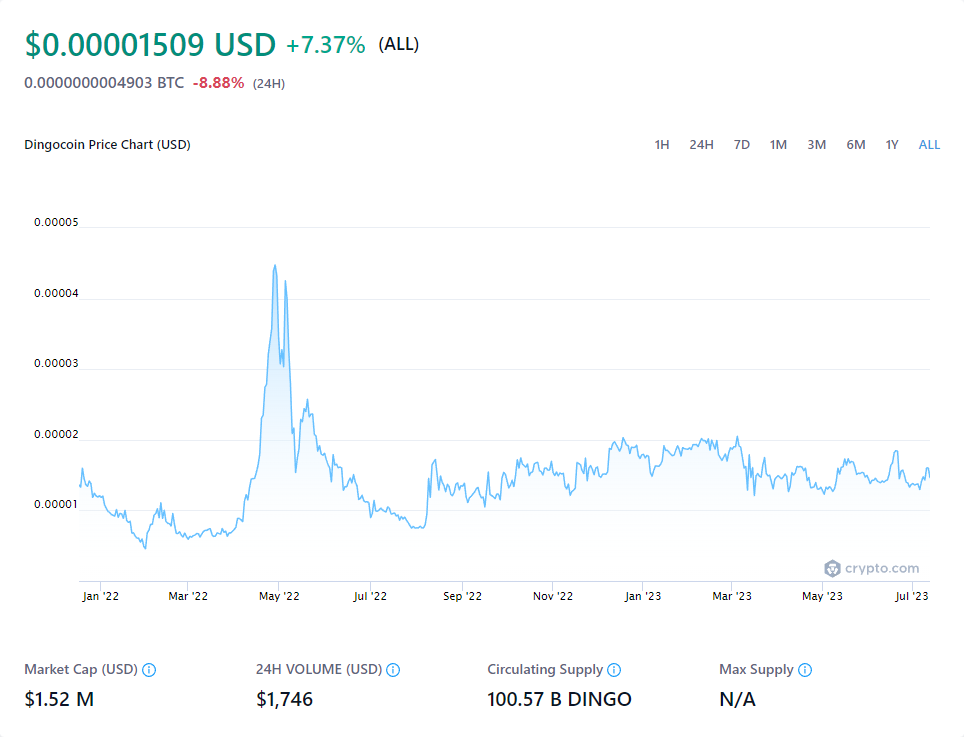 $0.00001509 USD +7.37% (ALL)
0.0000000004903 BTC -8.88% (24H)
Dingocoin Price Chart (USD) 1H 24H 7D 1M 3M 6M 1Y ALL
0.00005
0.00004
0.00003
0.00002
0.00001
crypto.com
Jan '22 Mar '22 May '22 Jul '22 Sep '22 Nov '22 Jan '23 Mar '23 May '23 Jul '23
Market Cap (USD) 24H VOLUME (USD) Circulating Supply Max Supply
$1.52 M $1,746 100.57 B DINGO N/A